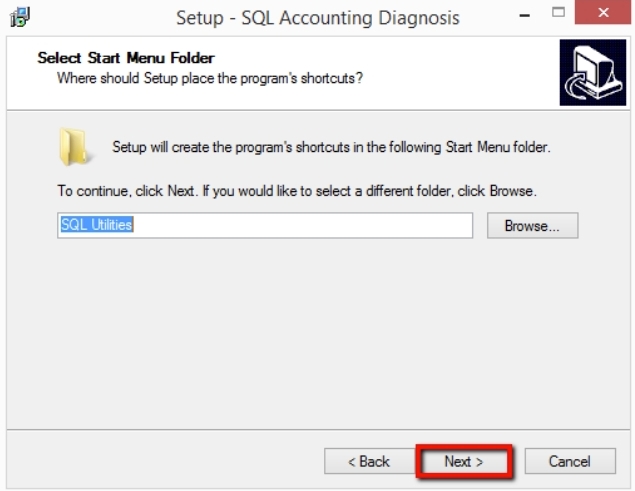 Setup - SQL Accounting Diagnosis
Select Start Menu Folder
Where should Setup place the program's shortcuts?
Setup will create the program's shortcuts in the following Start Menu folder.
To continue, click Next. If you would like to select a different folder, click Browse.
SQL Utilities Browse...
< Back Next > Cancel